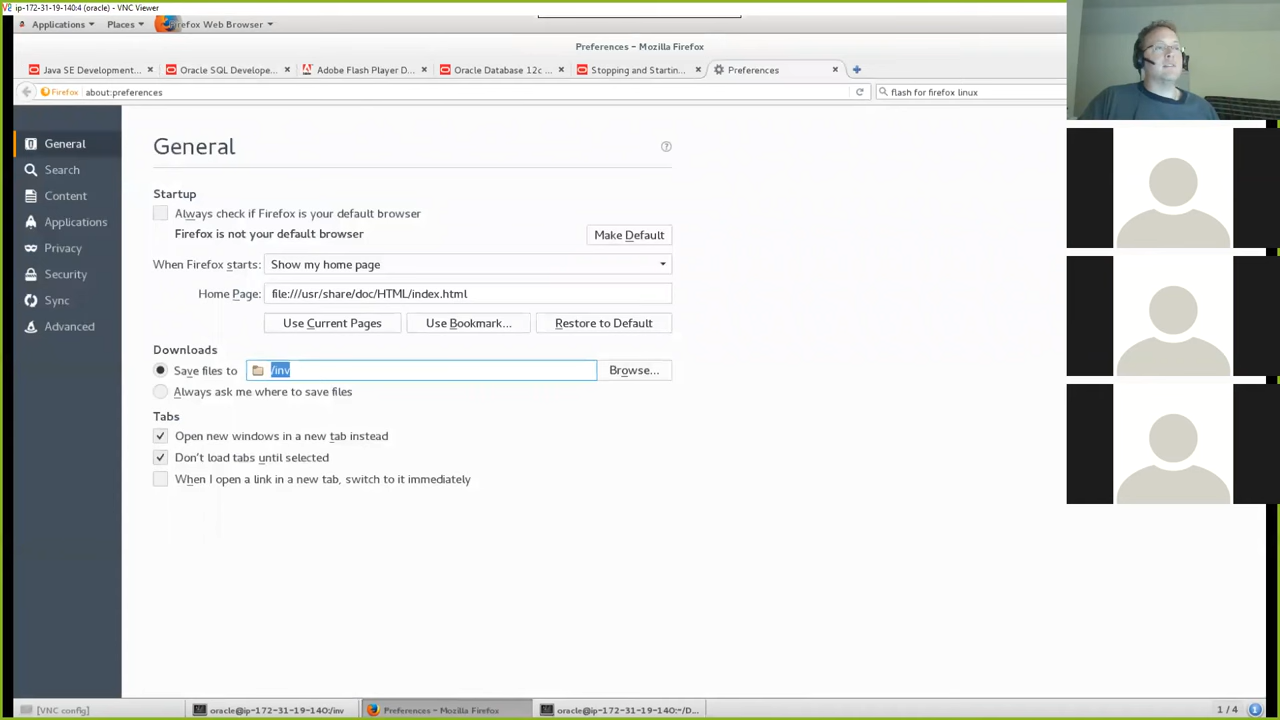 ip-172-31-19-140:4 (oracle) - VNC Viewer
Applications Places Firefox Web Browser
Preferences - Mozilla Firefox
Java SE Development... Oracle SQL Develope... Adobe Flash Player D... Oracle Database 12c ... Stopping and Startin... Preferences
Firefox about:preferences flash for firefox linux
General
Search
Content
Applications
Privacy
Security
Sync
Advanced
General
Startup
Always check if Firefox is your default browser
Firefox is not your default browser Make Default
When Firefox starts: Show my home page
Home Page: file:///usr/share/doc/HTML/index.html
Use Current Pages Use Bookmark... Restore to Default
Downloads
Save files to /inv Browse...
Always ask me where to save files
Tabs
Open new windows in a new tab instead
Don't load tabs until selected
When I open a link in a new tab, switch to it immediately
[VNC config] oracle@ip-172-31-19-140:/inv Preferences - Mozilla Firefox oracle@ip-172-31-19-140:~/D... 1 / 4